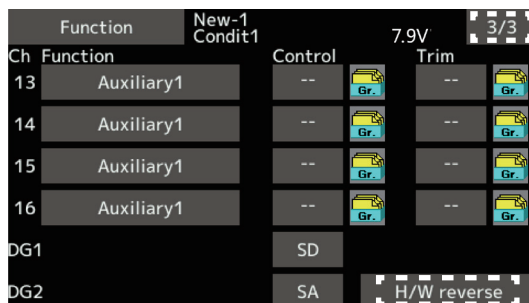 Function New-1 3/3
Condit1 7.9V
Ch Function Control Trim
13 Auxiliary1 -- Gr. -- Gr.
14 Auxiliary1 -- Gr. -- Gr.
15 Auxiliary1 -- Gr. -- Gr.
16 Auxiliary1 -- Gr. -- Gr.
DG1 SD
DG2 SA H/W reverse